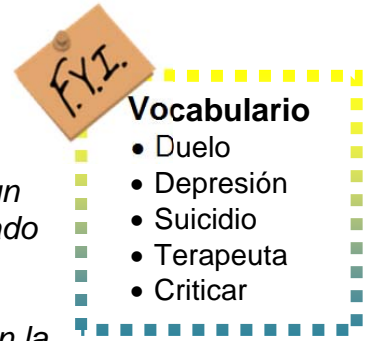 F.Y.I.
Vocabulario
• Duelo
• Depresión
• Suicidio
• Terapeuta
• Criticar